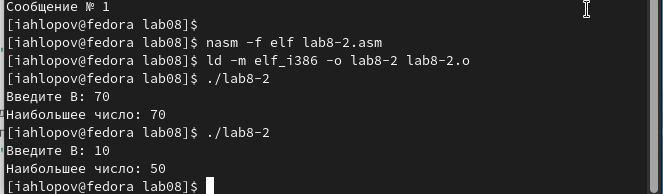 Сообщение № 1
[iahlopov@fedora lab08]$
[iahlopov@fedora lab08]$ nasm -f elf lab8-2.asm
[iahlopov@fedora lab08]$ ld -m elf_i386 -o lab8-2 lab8-2.o
[iahlopov@fedora lab08]$ ./lab8-2
Введите B: 70
Наибольшее число: 70
[iahlopov@fedora lab08]$ ./lab8-2
Введите B: 10
Наибольшее число: 50
[iahlopov@fedora lab08]$